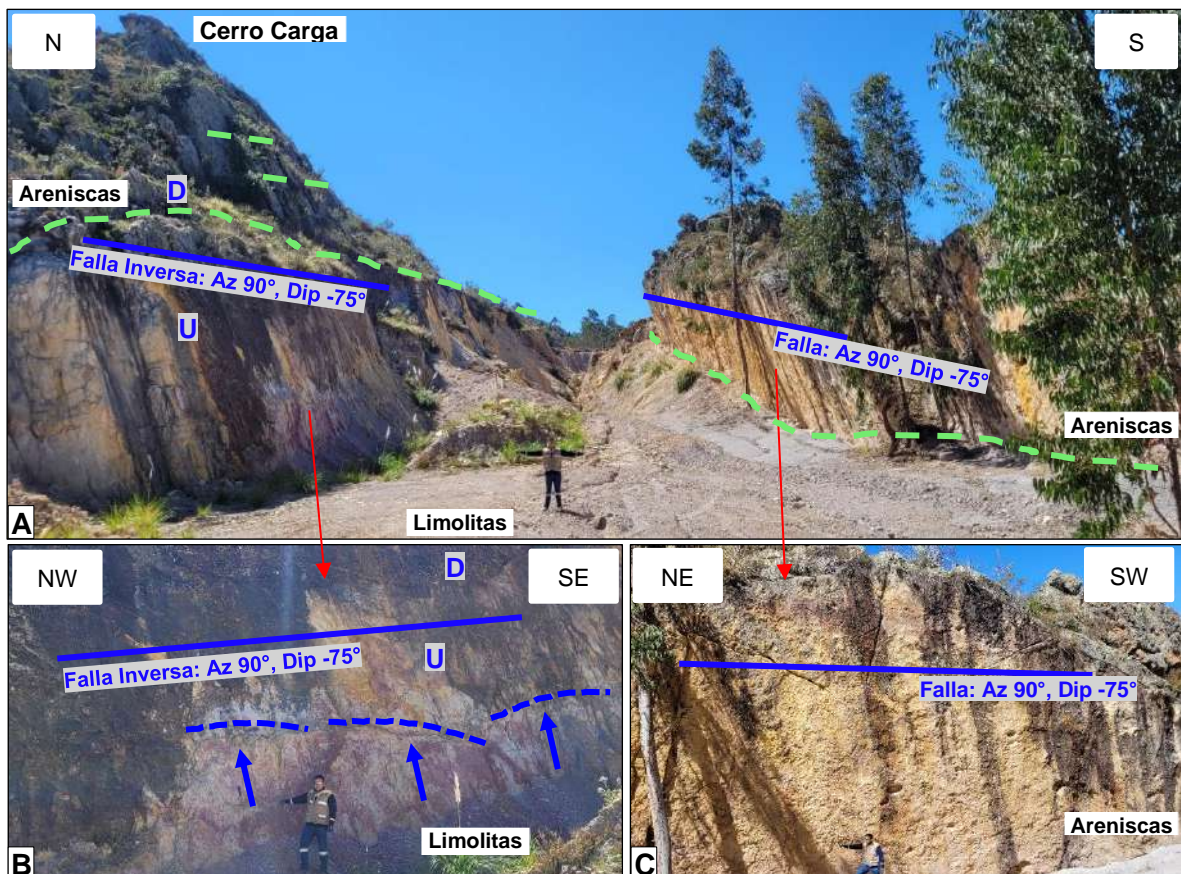 N
Cerro Carga
S
Areniscas
D
Falla Inversa: Az 90°, Dip -75°
U
Falla: Az 90°, Dip -75°
Areniscas
A
Limolitas
NW
D
SE
Falla Inversa: Az 90°, Dip -75°
U
B
Limolitas
NE
SW
Falla: Az 90°, Dip -75°
Areniscas
C